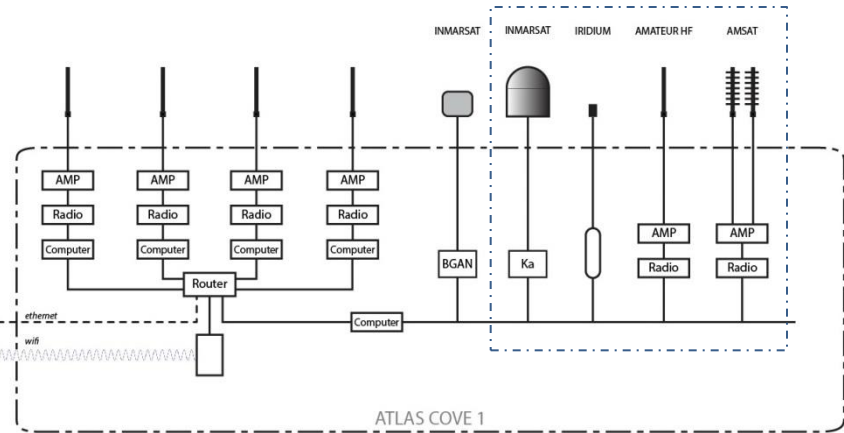 INMARSAT INMARSAT IRIDIUM AMATEUR HF AMSAT
AMP AMP AMP AMP
Radio Radio Radio Radio
AMP AMP
Computer Computer Computer Computer
BGAN Ka Radio Radio
Router
ethernet
Computer
wifi
ATLAS COVE 1